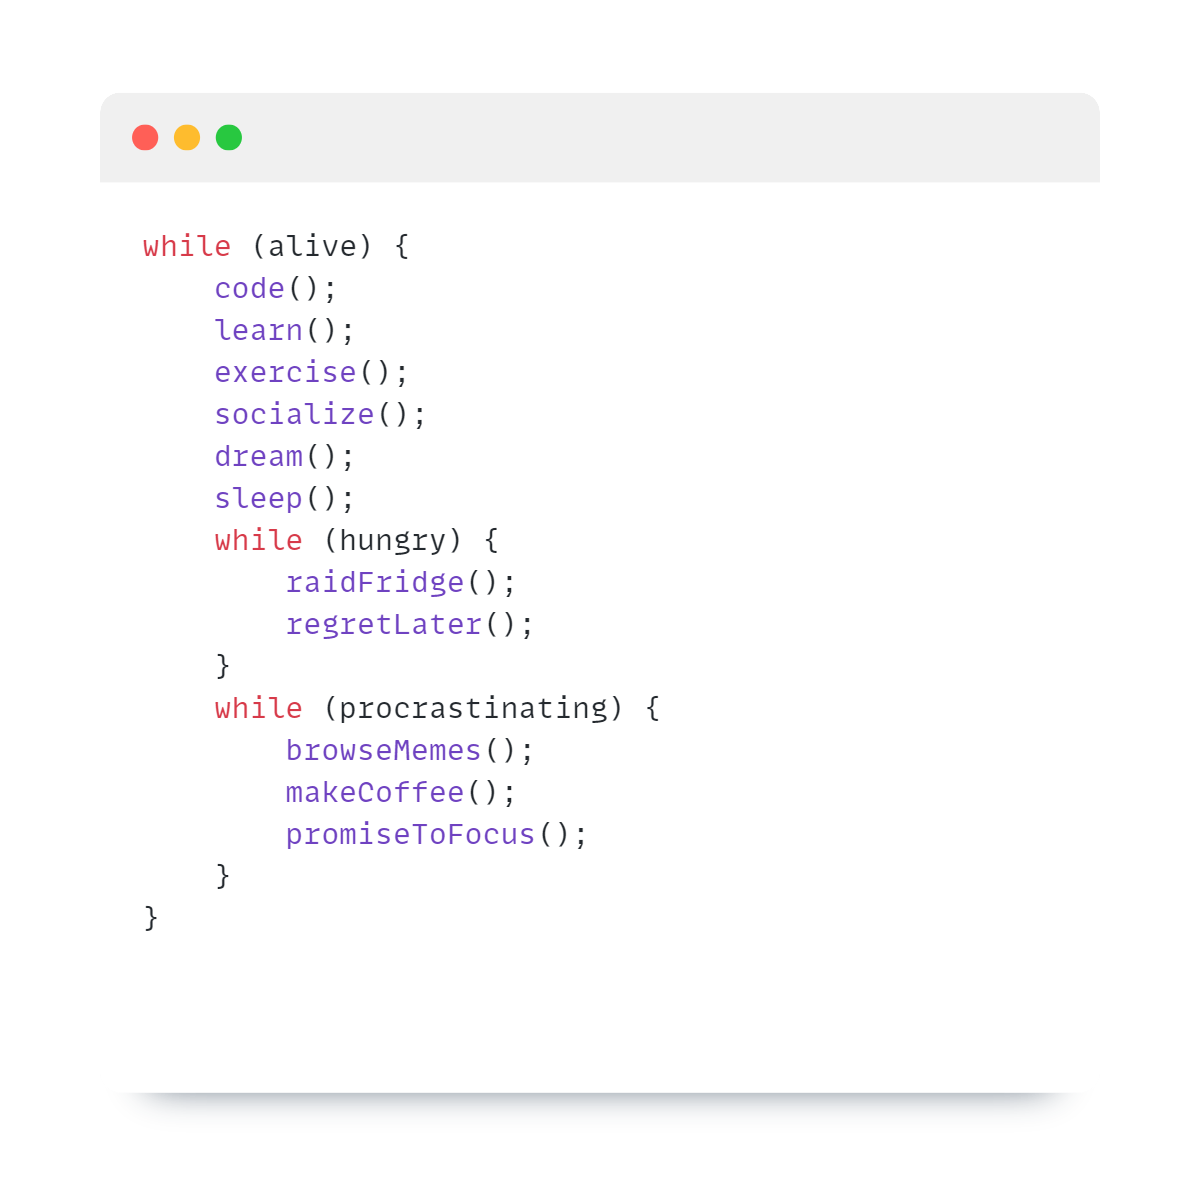 while (alive) {
    code();
    learn();
    exercise();
    socialize();
    dream();
    sleep();
    while (hungry) {
        raidFridge();
        regretLater();
    }
    while (procrastinating) {
        browseMemes();
        makeCoffee();
        promiseToFocus();
    }
}